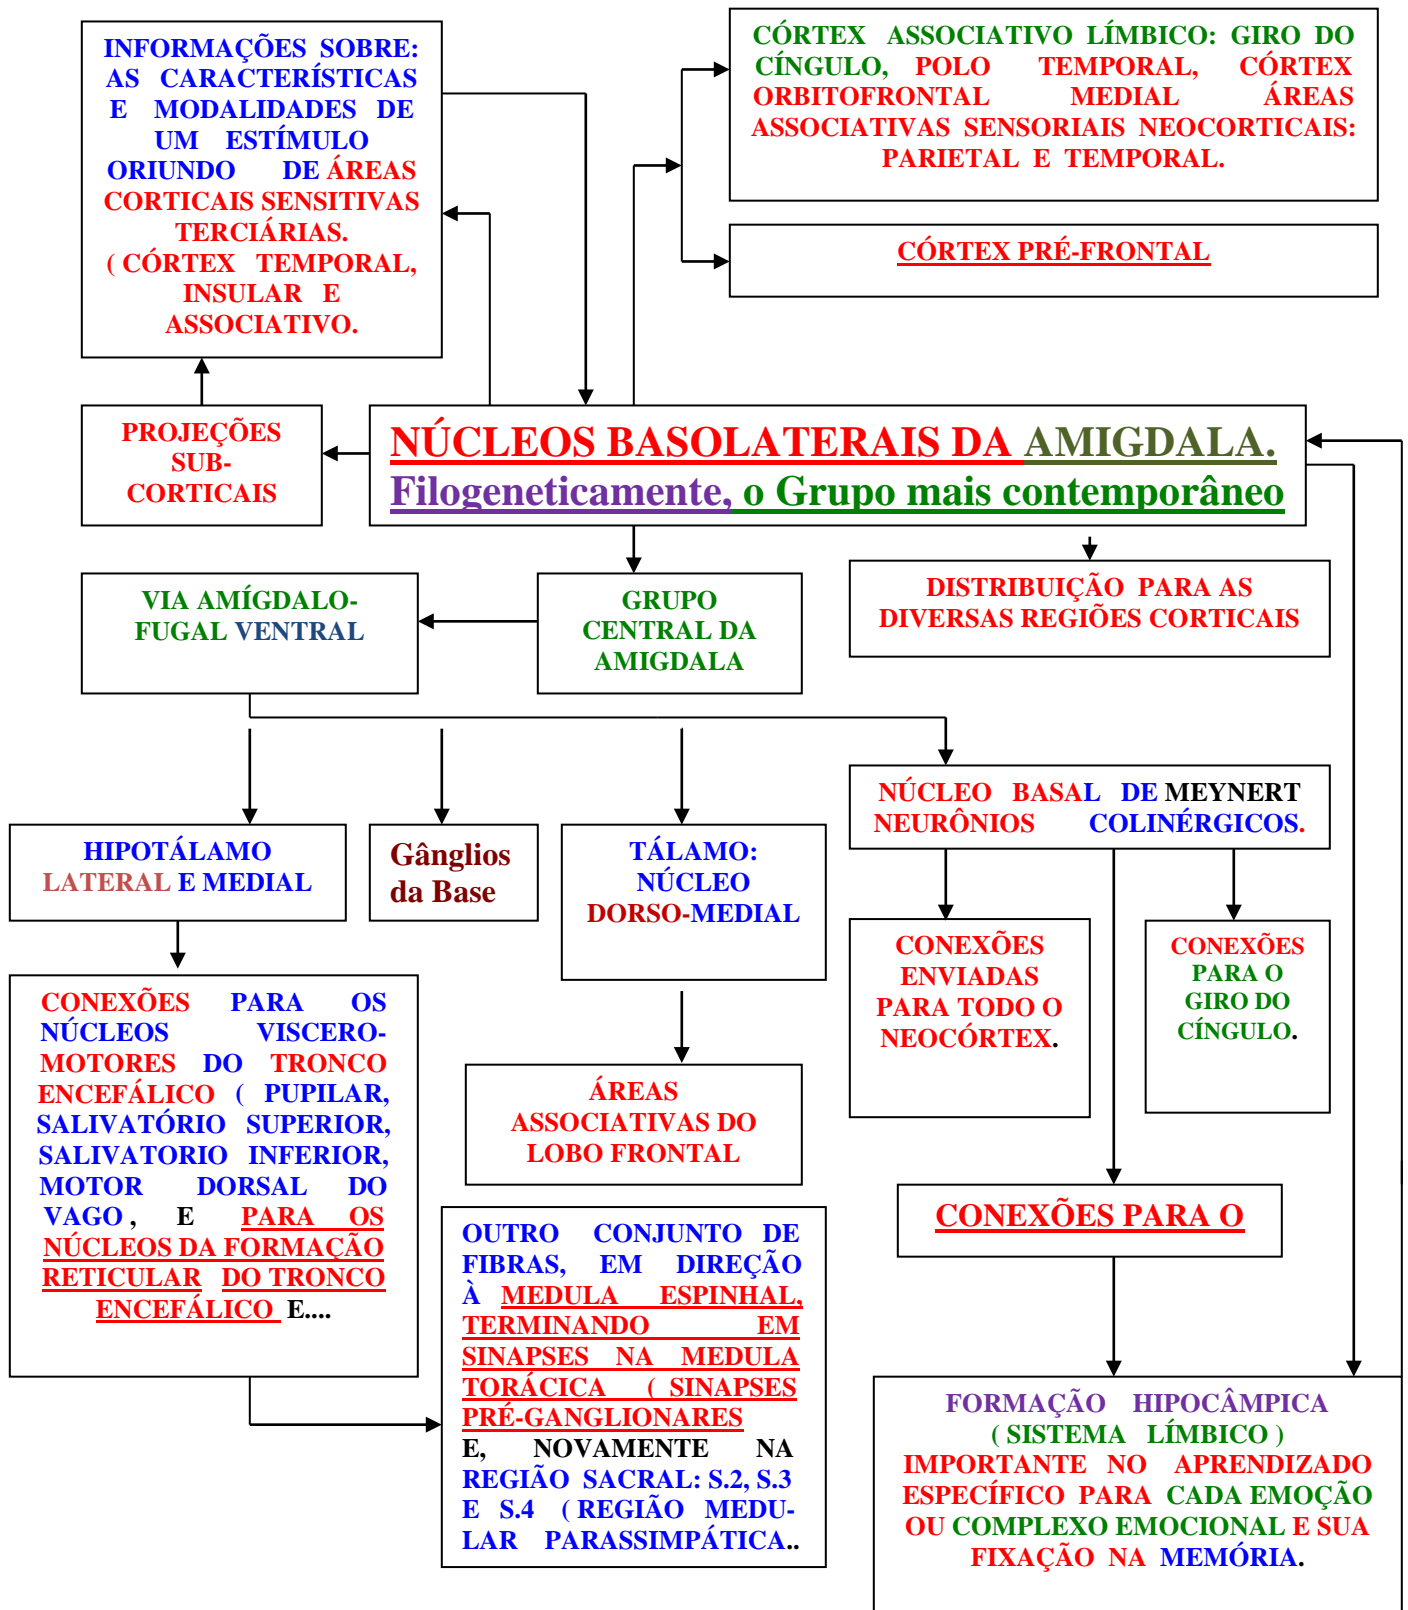 INFORMAÇÕES SOBRE:
AS CARACTERÍSTICAS
E MODALIDADES DE
UM ESTÍMULO
ORIUNDO DE ÁREAS
CORTICAIS SENSITIVAS
TERCIÁRIAS.
( CÓRTEX TEMPORAL,
INSULAR E
ASSOCIATIVO.
CÓRTEX ASSOCIATIVO LÍMBICO: GIRO DO
CÍNGULO, POLO TEMPORAL, CÓRTEX
ORBITOFRONTAL MEDIAL ÁREAS
ASSOCIATIVAS SENSORIAIS NEOCORTICAIS:
PARIETAL E TEMPORAL.
CÓRTEX PRÉ-FRONTAL
PROJEÇÕES
SUB-
CORTICAIS
NÚCLEOS BASOLATERAIS DA AMIGDALA.
Filogeneticamente, o Grupo mais contemporâneo
VIA AMÍGDALO-
FUGAL VENTRAL
GRUPO
CENTRAL DA
AMIGDALA
DISTRIBUIÇÃO PARA AS
DIVERSAS REGIÕES CORTICAIS
NÚCLEO BASAL DE MEYNERT
NEURÔNIOS COLINÉRGICOS.
HIPOTÁLAMO
LATERAL E MEDIAL
Gânglios
da Base
TÁLAMO:
NÚCLEO
DORSO-MEDIAL
CONEXÕES
ENVIADAS
PARA TODO O
NEOCÓRTEX.
CONEXÕES
PARA O
GIRO DO
CÍNGULO.
CONEXÕES PARA OS
NÚCLEOS VISCERO-
MOTORES DO TRONCO
ENCEFÁLICO ( PUPILAR,
SALIVATÓRIO SUPERIOR,
SALIVATORIO INFERIOR,
MOTOR DORSAL DO
VAGO , E PARA OS
NÚCLEOS DA FORMAÇÃO
RETICULAR DO TRONCO
ENCEFÁLICO E....
ÁREAS
ASSOCIATIVAS DO
LOBO FRONTAL
CONEXÕES PARA O
OUTRO CONJUNTO DE
FIBRAS, EM DIREÇÃO
À MEDULA ESPINHAL,
TERMINANDO EM
SINAPSES NA MEDULA
TORÁCICA ( SINAPSES
PRÉ-GANGLIONARES
E, NOVAMENTE NA
REGIÃO SACRAL: S.2, S.3
E S.4 ( REGIÃO MEDU-
LAR PARASSIMPÁTICA..
FORMAÇÃO HIPOCÂMPICA
( SISTEMA LÍMBICO )
IMPORTANTE NO APRENDIZADO
ESPECÍFICO PARA CADA EMOÇÃO
OU COMPLEXO EMOCIONAL E SUA
FIXAÇÃO NA MEMÓRIA.